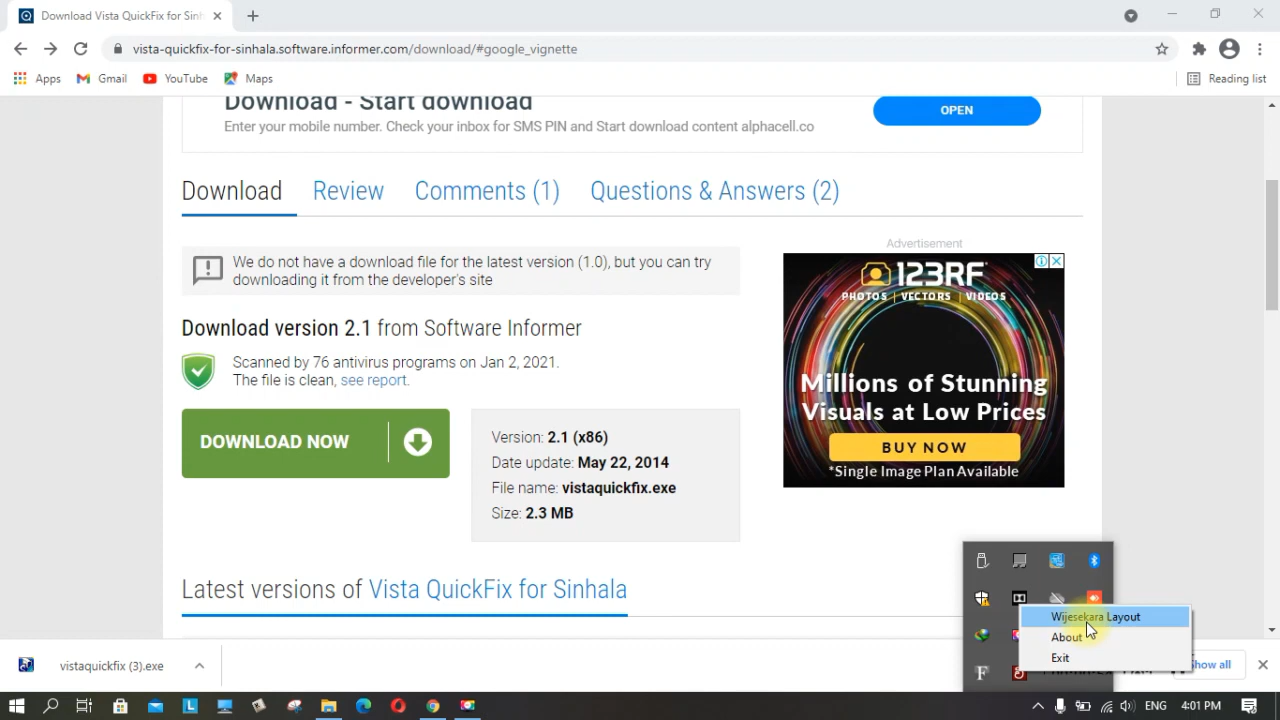 Download Vista QuickFix for Sinh
vista-quickfix-for-sinhala.software.informer.com/download/#google_vignette
Apps Gmail YouTube Maps Reading list
Download - Start download
Enter your mobile number. Check your inbox for SMS PIN and Start download content alphacell.co
OPEN
Download Review Comments (1) Questions & Answers (2)
We do not have a download file for the latest version (1.0), but you can try
downloading it from the developer's site
Download version 2.1 from Software Informer
Scanned by 76 antivirus programs on Jan 2, 2021.
The file is clean, see report.
DOWNLOAD NOW
Version: 2.1 (x86)
Date update: May 22, 2014
File name: vistaquickfix.exe
Size: 2.3 MB
Advertisement
123RF
PHOTOS VECTORS VIDEOS
Millions of Stunning
Visuals at Low Prices
BUY NOW
*Single Image Plan Available
Latest versions of Vista QuickFix for Sinhala
Wijesekara Layout
About
Exit
vistaquickfix (3).exe
how all
ENG 4:01 PM